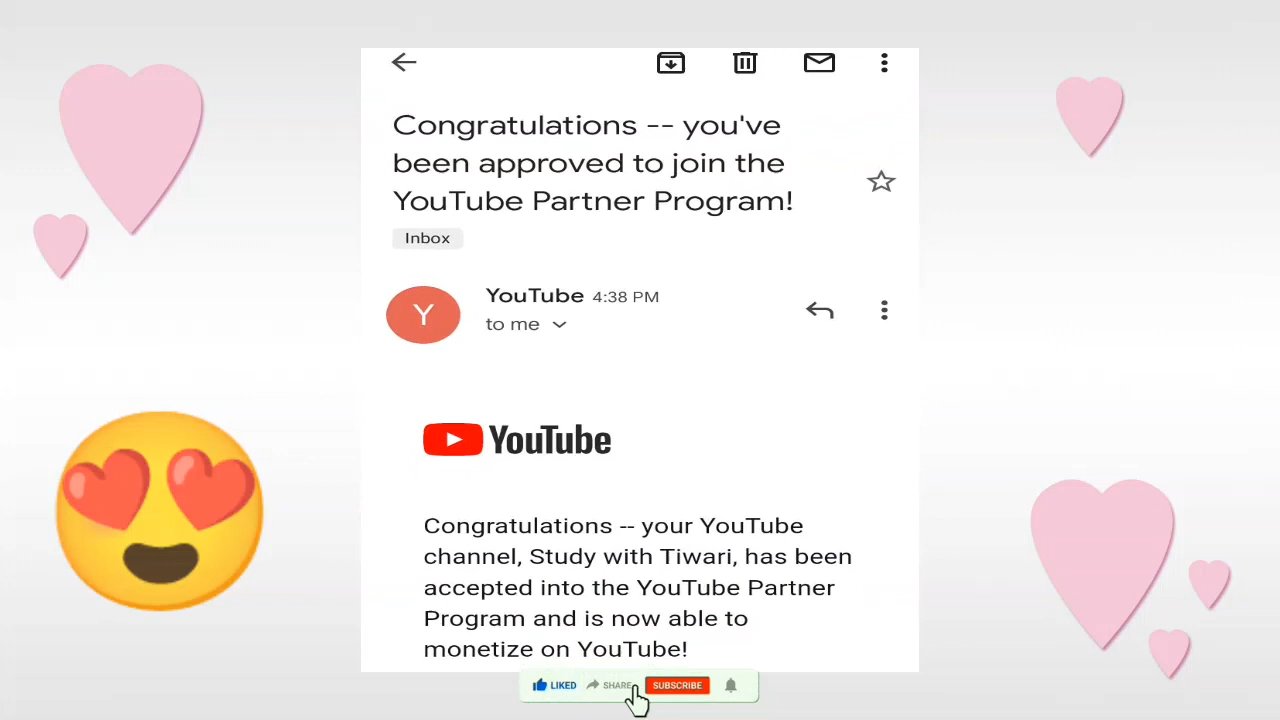 Congratulations -- you've
been approved to join the
YouTube Partner Program!
Inbox
Y
YouTube 4:38 PM
to me
YouTube
Congratulations -- your YouTube
channel, Study with Tiwari, has been
accepted into the YouTube Partner
Program and is now able to
monetize on YouTube!
LIKED SHARE SUBSCRIBE